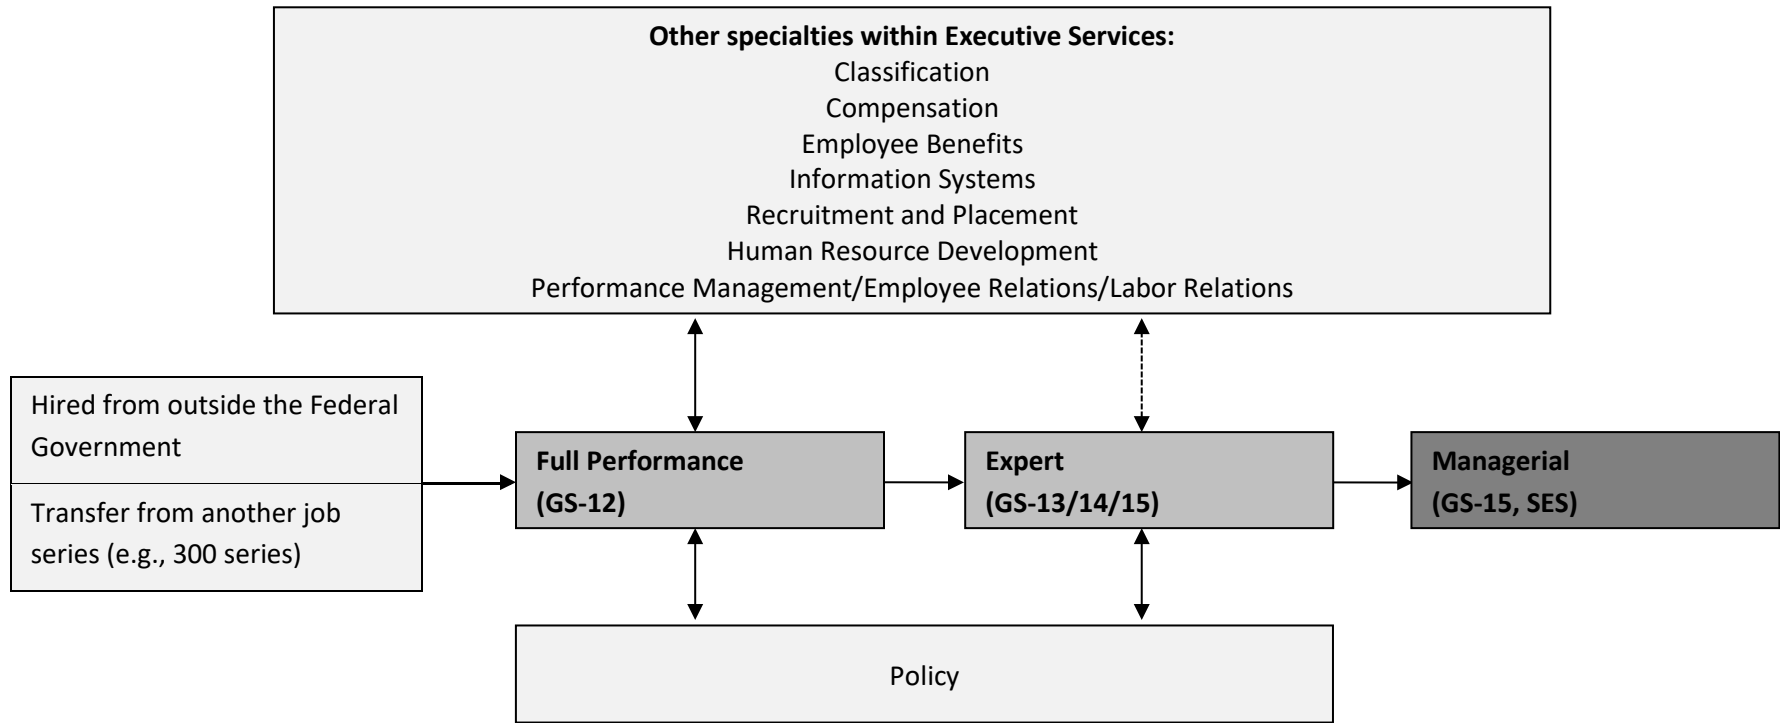 Other specialties within Executive Services:
Classification
Compensation
Employee Benefits
Information Systems
Recruitment and Placement
Human Resource Development
Performance Management/Employee Relations/Labor Relations
Hired from outside the Federal
Government
Transfer from another job
series (e.g., 300 series)
Full Performance
(GS-12)
Expert
(GS-13/14/15)
Managerial
(GS-15, SES)
Policy